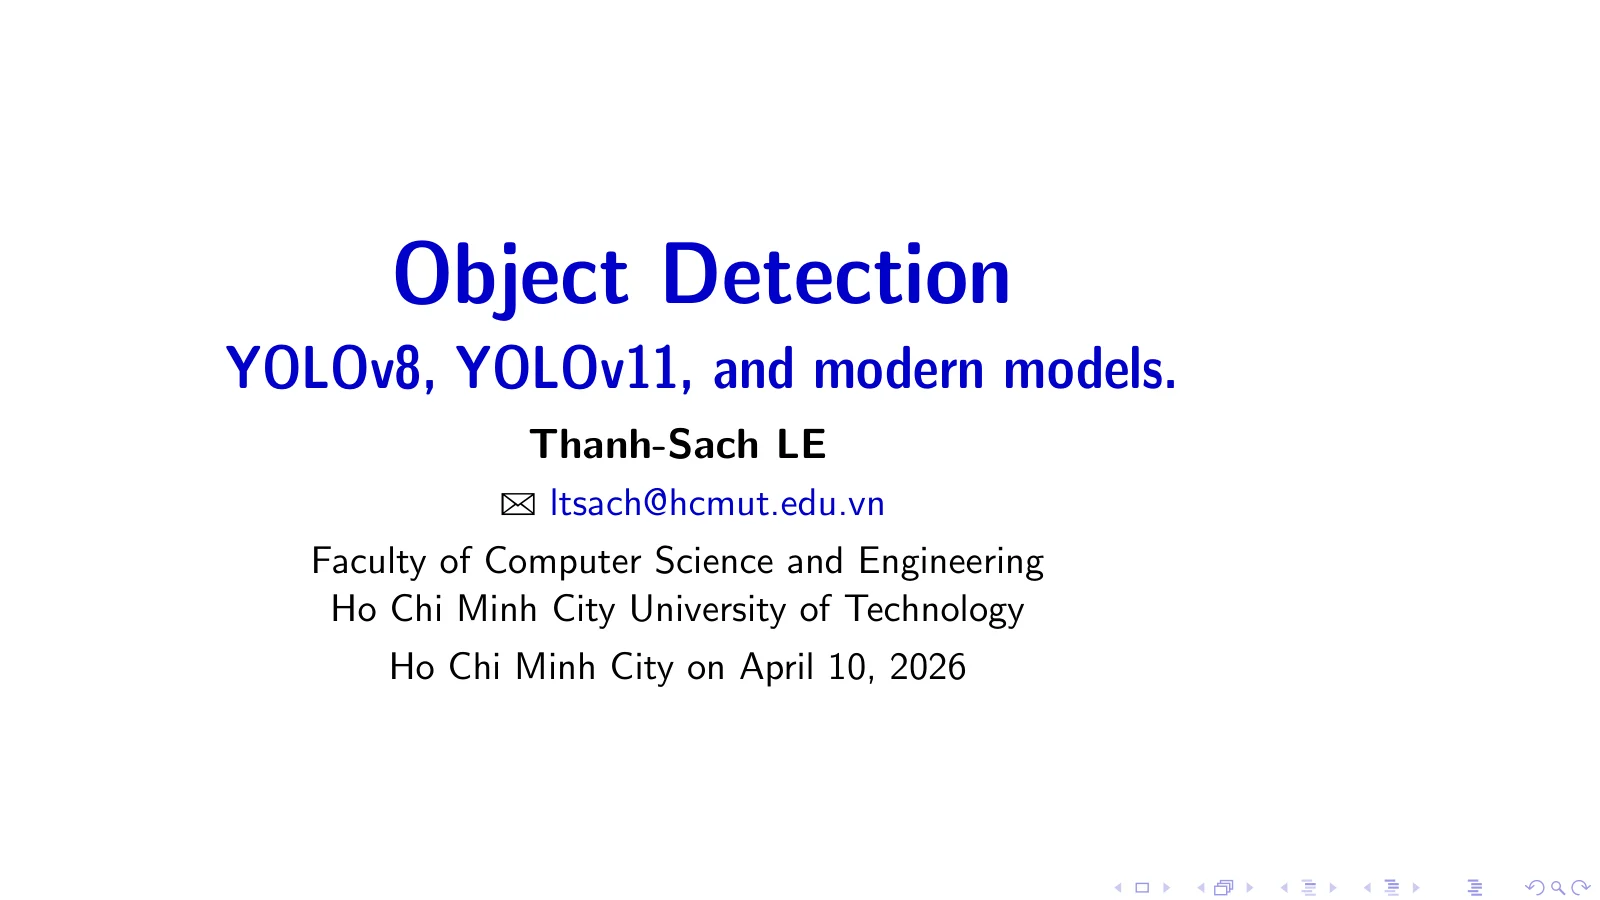 Object Detection
YOLOv8, YOLOv11, and modern models.
Thanh-Sach LE
✉ ltsach@hcmut.edu.vn
Faculty of Computer Science and Engineering
Ho Chi Minh City University of Technology
Ho Chi Minh City on April 10, 2026